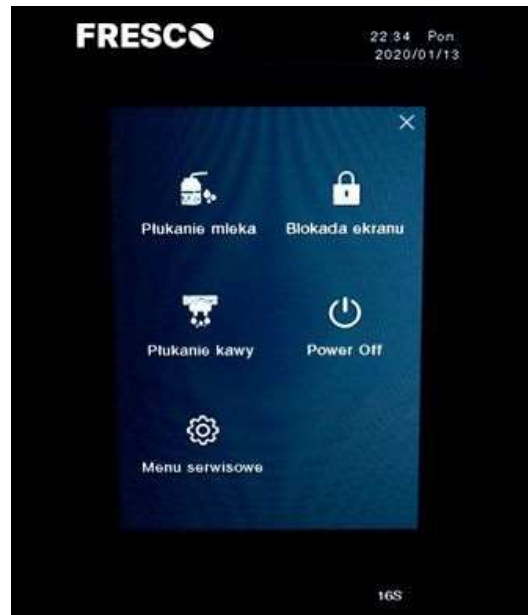 FRESCO
22:34 Pon.
2020/01/13
Płukanie mleka
Blokada ekranu
Płukanie kawy
Power Off
Menu serwisowe
16S